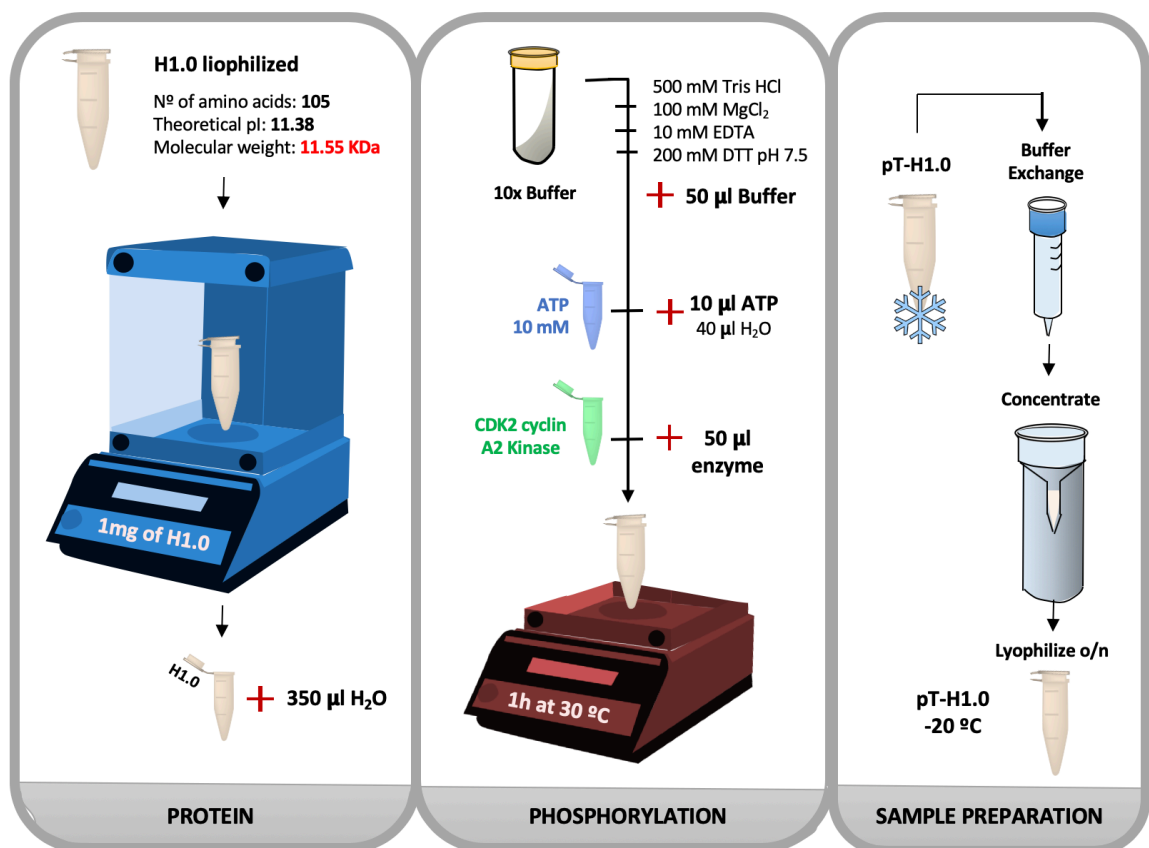 H1.0 liophilized
Nº of amino acids: 105
Theoretical pI: 11.38
Molecular weight: 11.55 KDa
1mg of H1.0
H1.0
350 µl H₂O
PROTEIN
10x Buffer
500 mM Tris HCl
100 mM MgCl₂
10 mM EDTA
200 mM DTT pH 7.5
50 µl Buffer
ATP
10 mM
10 µl ATP
40 µl H₂O
CDK2 cyclin
A2 Kinase
50 µl
enzyme
1h at 30 ºC
PHOSPHORYLATION
pT-H1.0
Buffer
Exchange
Concentrate
Lyophilize o/n
pT-H1.0
-20 ºC
SAMPLE PREPARATION